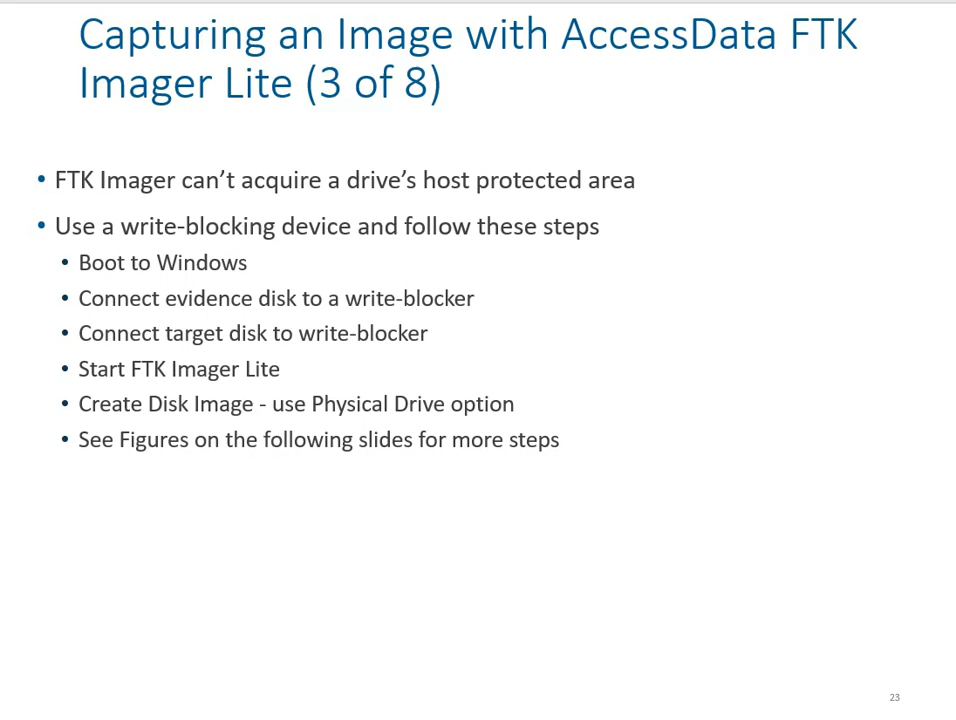 Capturing an Image with AccessData FTK
Imager Lite (3 of 8)
• FTK Imager can’t acquire a drive’s host protected area
• Use a write-blocking device and follow these steps
• Boot to Windows
• Connect evidence disk to a write-blocker
• Connect target disk to write-blocker
• Start FTK Imager Lite
• Create Disk Image - use Physical Drive option
• See Figures on the following slides for more steps
23